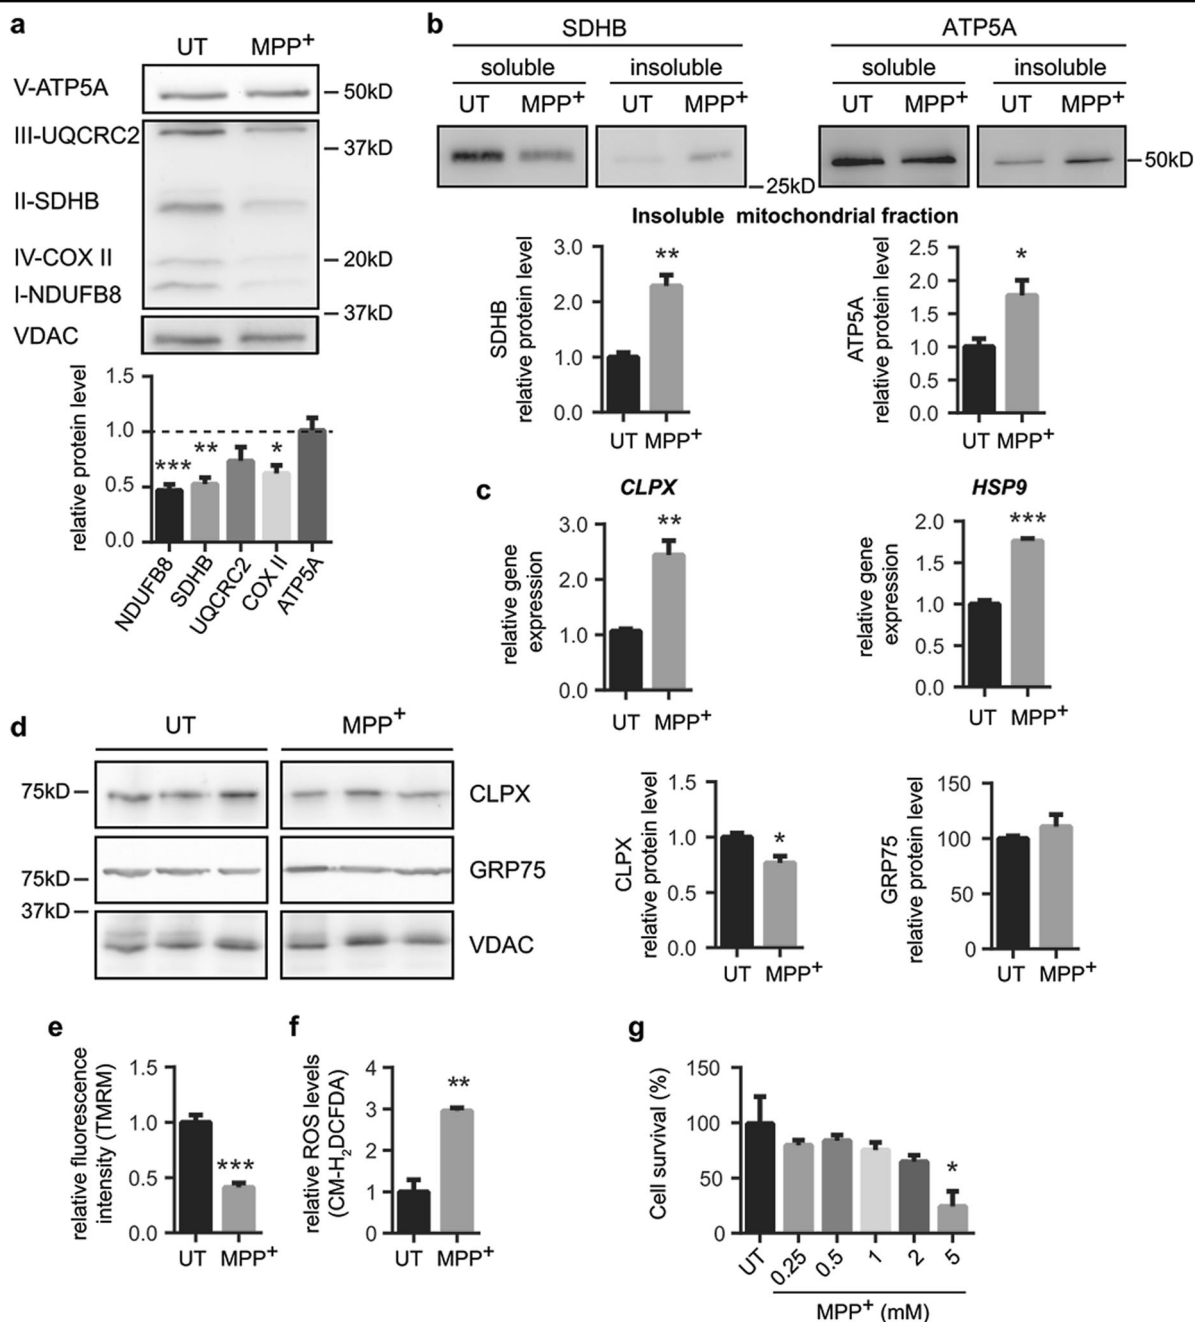 a
UT MPP+
V-ATP5A
50kD
III-UQCRC2
37kD
II-SDHB
IV-COX II
20kD
I-NDUFB8
37kD
VDAC
relative protein level
1.5
1.0
0.5
0.0
*** ** *
NDUFB8 SDHB UQCRC2 COX II ATP5A
b
SDHB ATP5A
soluble insoluble soluble insoluble
UT MPP+ UT MPP+ UT MPP+ UT MPP+
25kD
50kD
Insoluble mitochondrial fraction
SDHB
relative protein level
3.0
2.0
1.0
0.0
**
UT MPP+
ATP5A
relative protein level
2.5
2.0
1.5
1.0
0.5
0.0
*
UT MPP+
c
CLPX
relative gene
expression
3.0
2.0
1.0
0.0
**
UT MPP+
HSP9
relative gene
expression
2.0
1.5
1.0
0.5
0.0
***
UT MPP+
d
UT MPP+
75kD
CLPX
75kD
GRP75
37kD
VDAC
CLPX
relative protein level
1.5
1.0
0.5
0.0
*
UT MPP+
GRP75
relative protein level
150
100
50
0
UT MPP+
e
relative fluorescence
intensity (TMRM)
1.5
1.0
0.5
0.0
***
UT MPP+
f
relative ROS levels
(CM-H2DCFDA)
4
3
2
1
0
**
UT MPP+
g
Cell survival (%)
150
100
50
0
*
UT 0.25 0.5 1 2 5
MPP+ (mM)